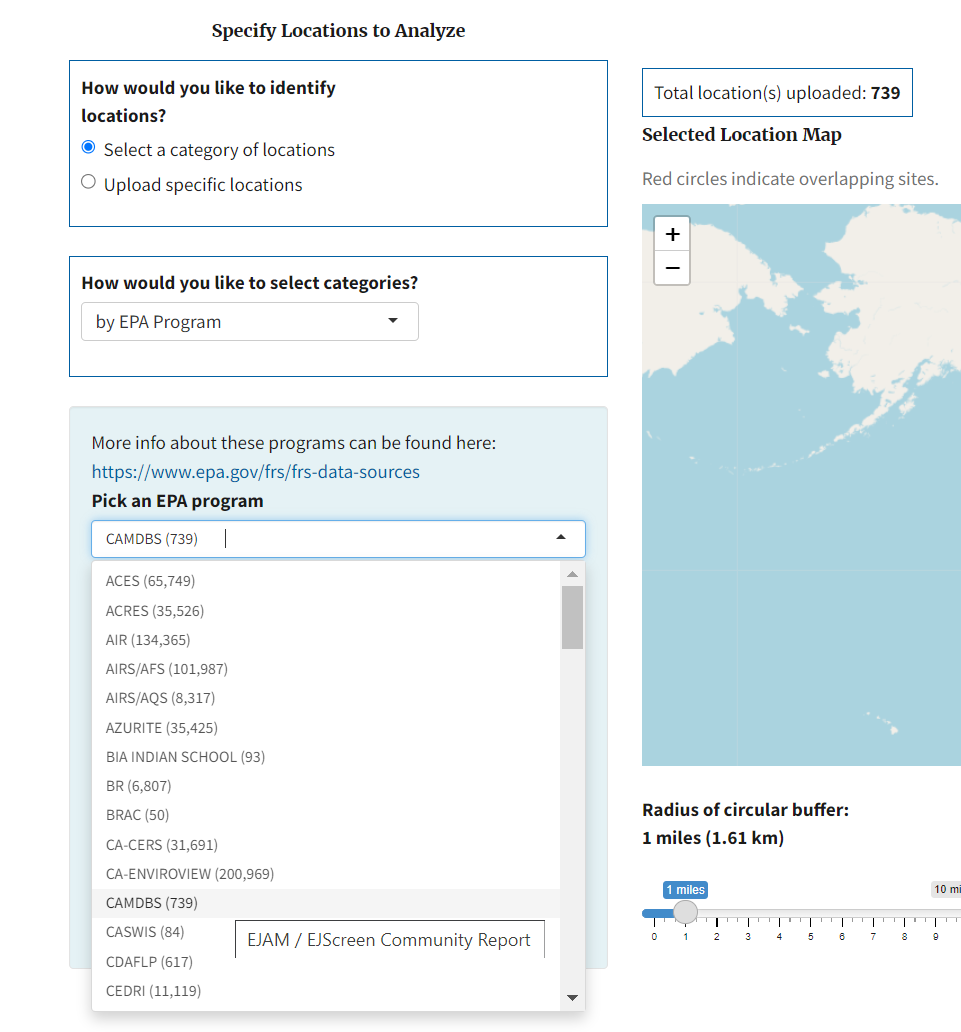 Specify Locations to Analyze
How would you like to identify
locations?
Select a category of locations
Upload specific locations
How would you like to select categories?
by EPA Program
More info about these programs can be found here:
https://www.epa.gov/frs/frs-data-sources
Pick an EPA program
CAMDBS (739)
ACES (65,749)
ACRES (35,526)
AIR (134,365)
AIRS/AFS (101,987)
AIRS/AQS (8,317)
AZURITE (35,425)
BIA INDIAN SCHOOL (93)
BR (6,807)
BRAC (50)
CA-CERS (31,691)
CA-ENVIROVIEW (200,969)
CAMDBS (739)
CASWIS (84)
EJAM / EJScreen Community Report
CDAFLP (617)
CEDRI (11,119)
Total location(s) uploaded: 739
Selected Location Map
Red circles indicate overlapping sites.
+
−
Radius of circular buffer:
1 miles (1.61 km)
1 miles
10 mi
0 1 2 3 4 5 6 7 8 9